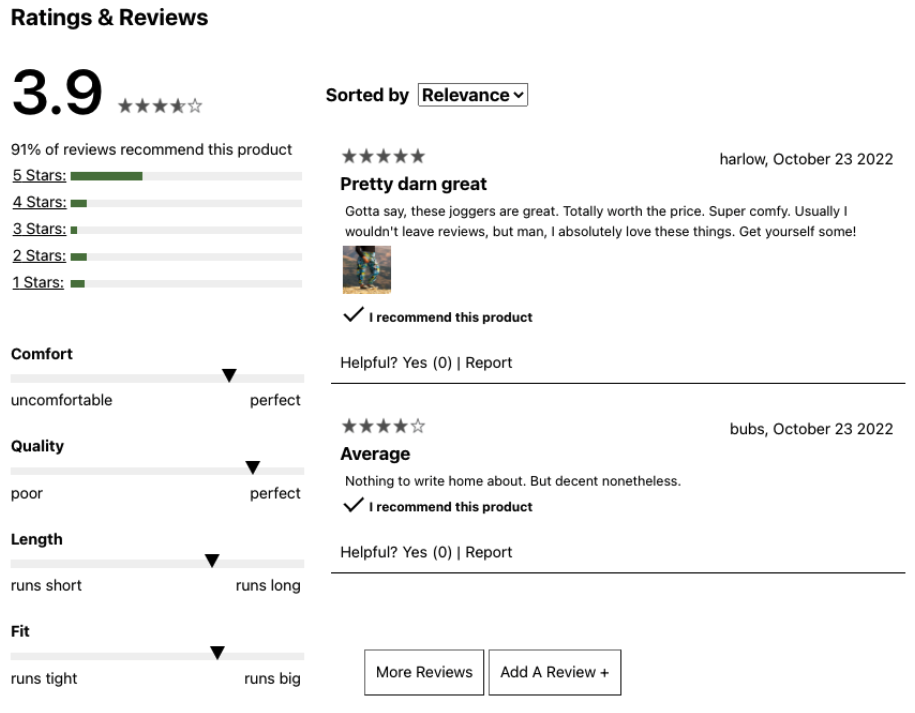 Ratings & Reviews
3.9
91% of reviews recommend this product
5 Stars:
4 Stars:
3 Stars:
2 Stars:
1 Stars:
Comfort
uncomfortable perfect
Quality
poor perfect
Length
runs short runs long
Fit
runs tight runs big
Sorted by Relevance
harlow, October 23 2022
Pretty darn great
Gotta say, these joggers are great. Totally worth the price. Super comfy. Usually I
wouldn't leave reviews, but man, I absolutely love these things. Get yourself some!
I recommend this product
Helpful? Yes (0) | Report
bubs, October 23 2022
Average
Nothing to write home about. But decent nonetheless.
I recommend this product
Helpful? Yes (0) | Report
More Reviews Add A Review +